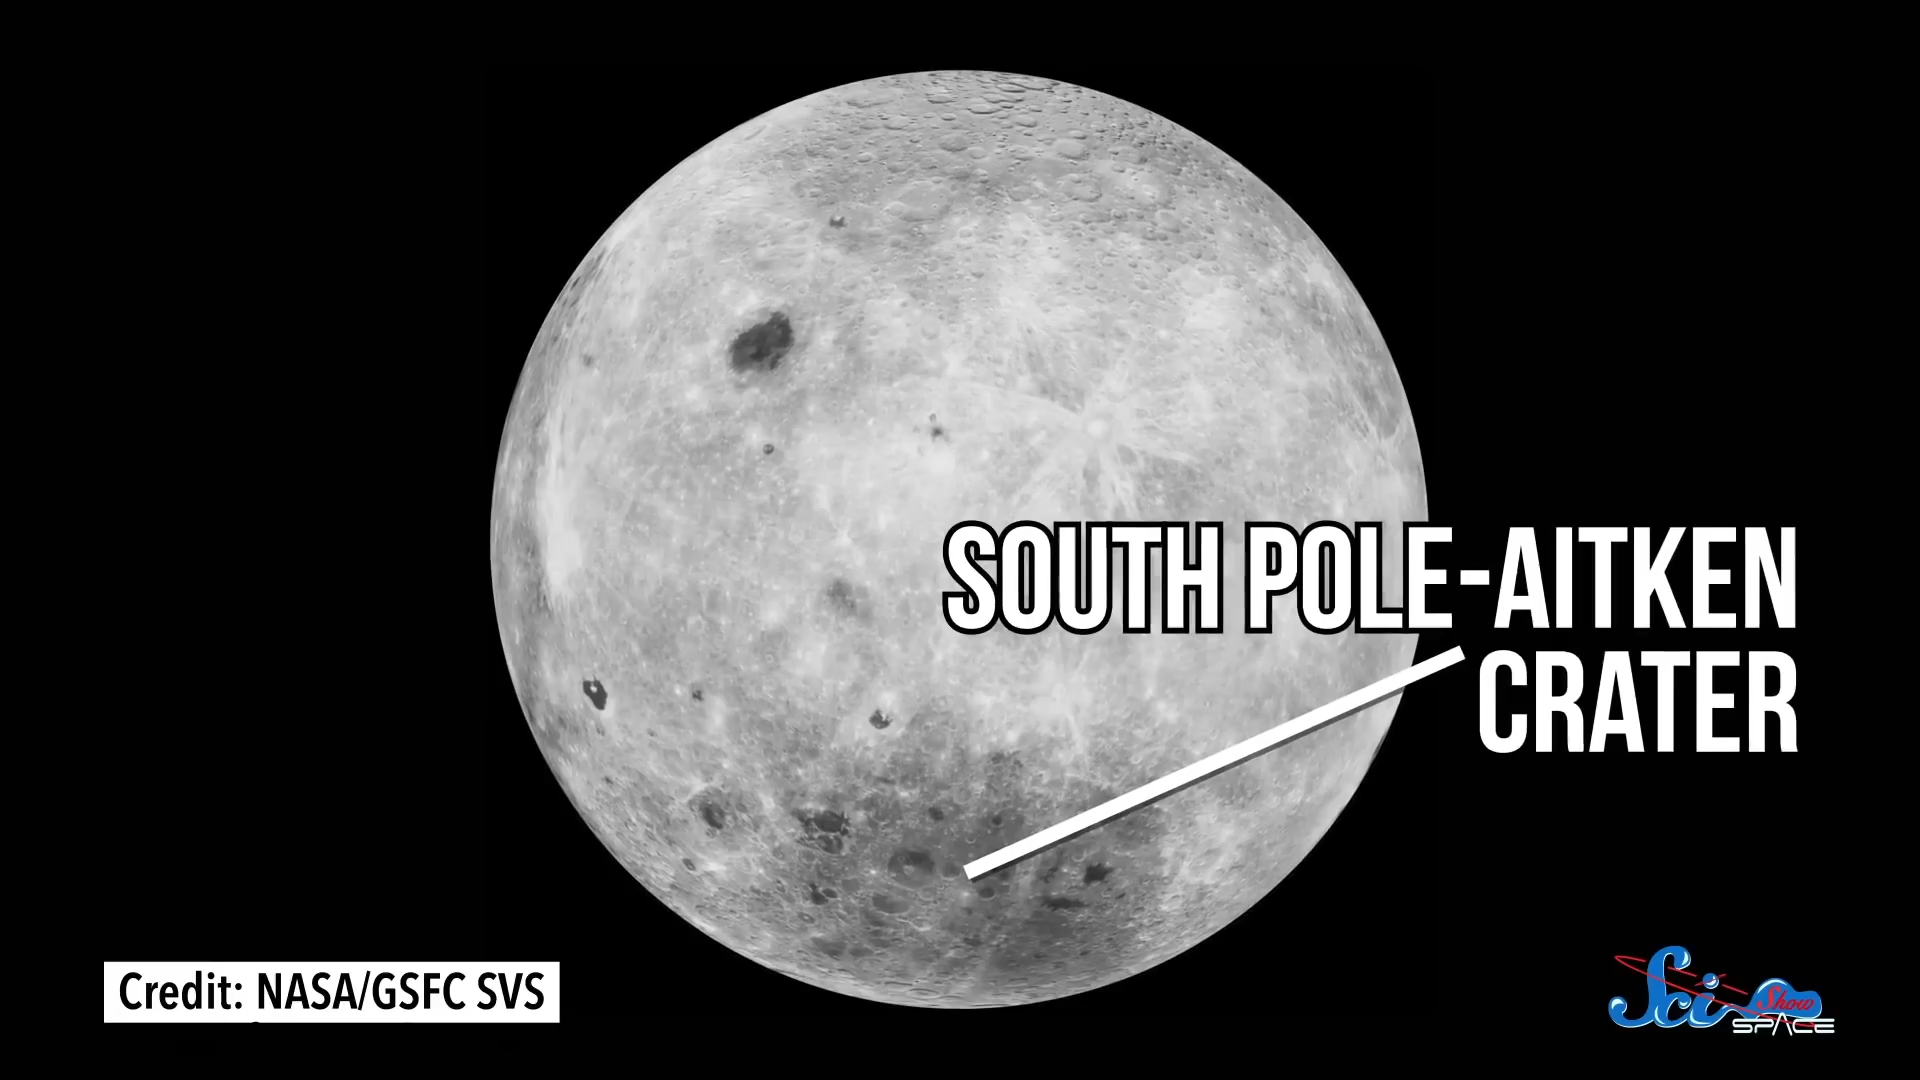 SOUTH POLE-AITKEN
CRATER
Credit: NASA/GSFC SVS
Sci Show
SPACE